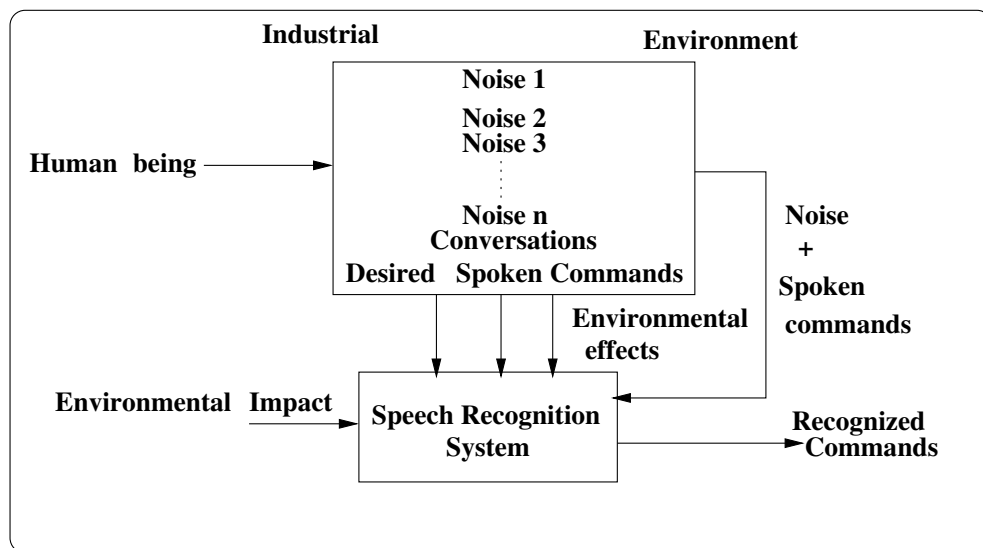 Industrial
Environment
Noise 1
Noise 2
Noise 3
Human being
Noise n
Conversations
Desired Spoken Commands
Noise
+
Spoken
commands
Environmental
effects
Environmental Impact
Speech Recognition
System
Recognized
Commands